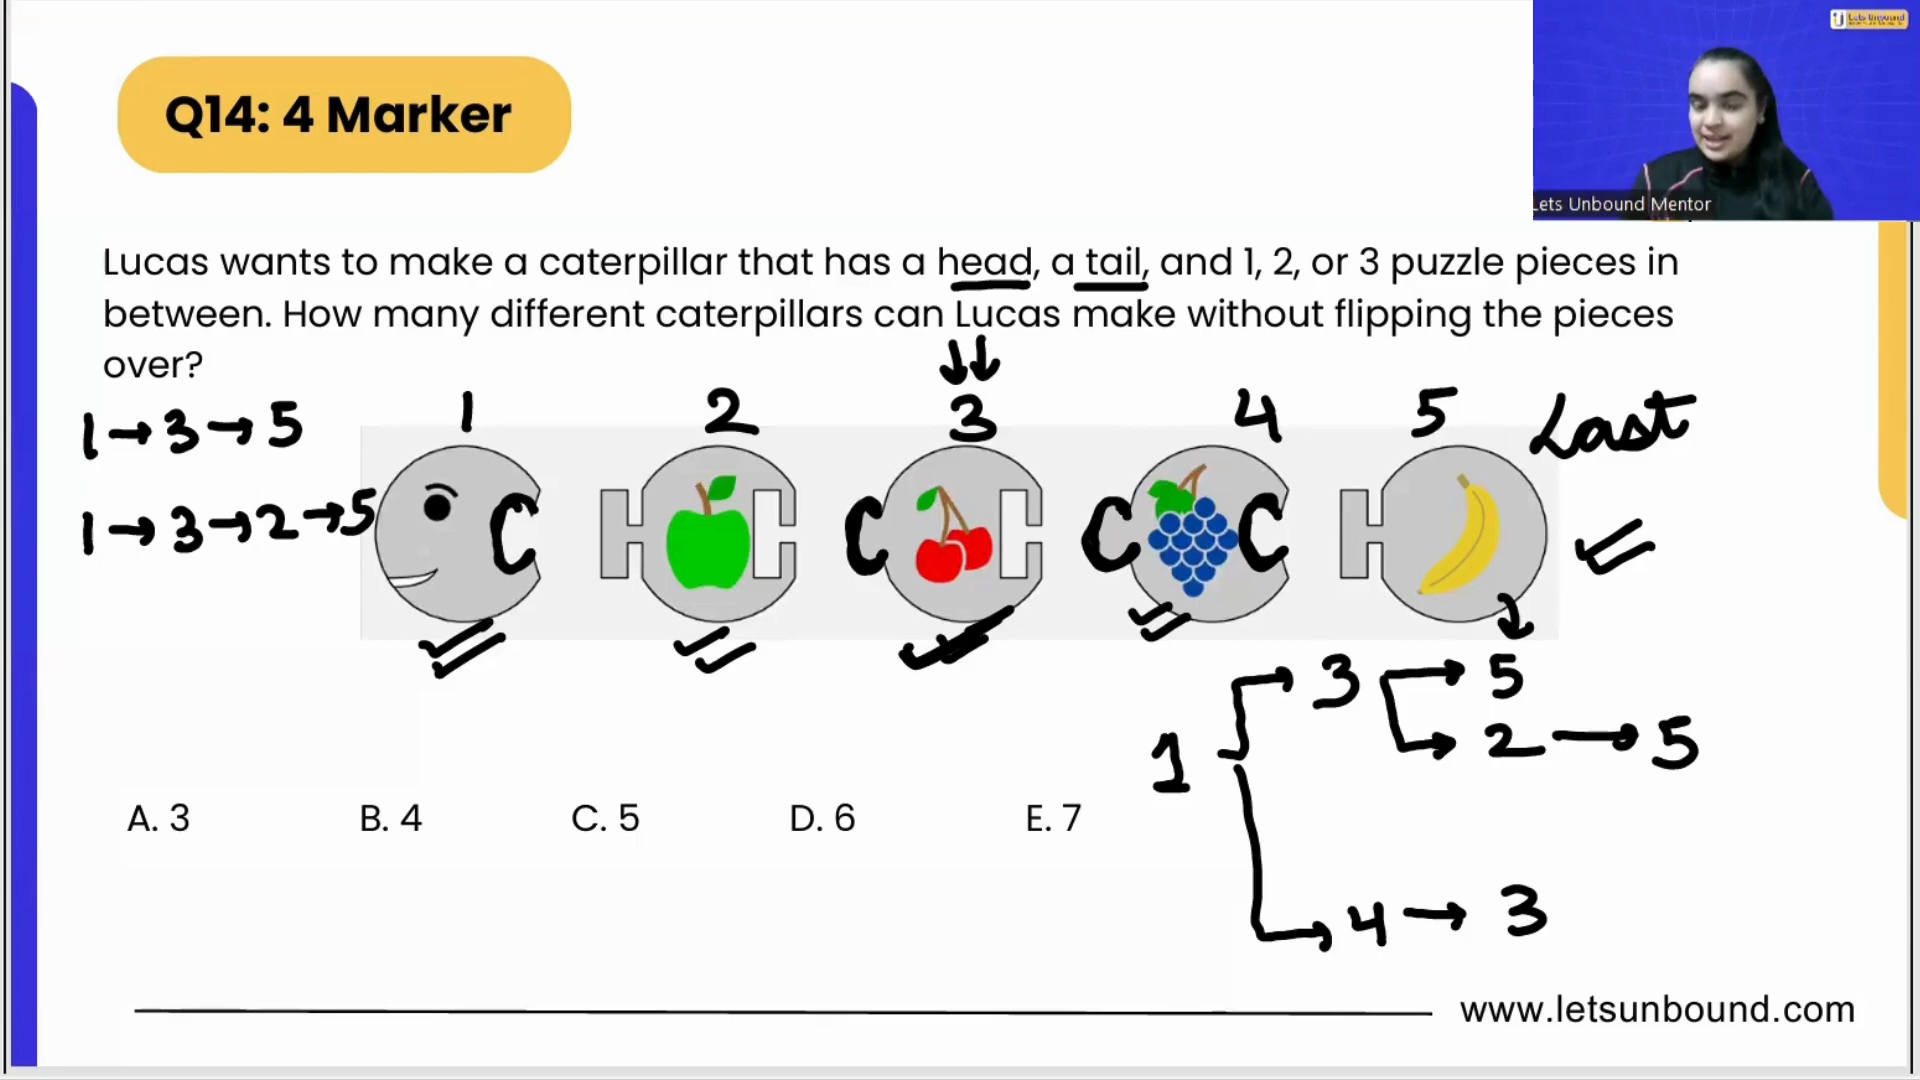 Lets Unbound
Q14: 4 Marker
Lets Unbound Mentor
Lucas wants to make a caterpillar that has a head, a tail, and 1, 2, or 3 puzzle pieces in
between. How many different caterpillars can Lucas make without flipping the pieces
over?
1 2 3 4 5 Last
1→3→5
1→3→2→5
C C C C
3 → 5
1 2 → 5
A. 3 B. 4 C. 5 D. 6 E. 7
4 → 3
www.letsunbound.com